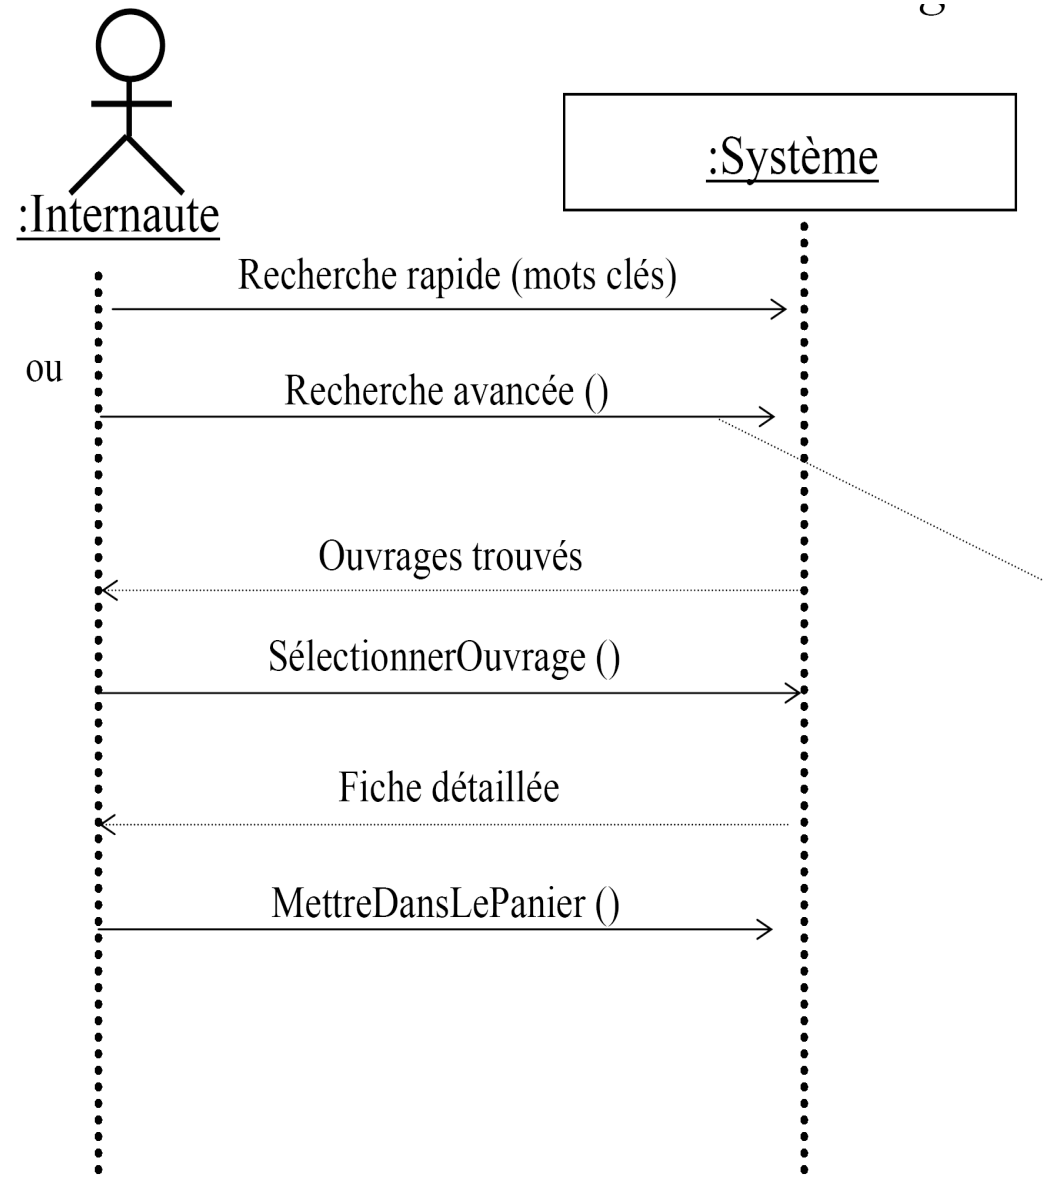 :Système
:Internaute
Recherche rapide (mots clés)
ou
Recherche avancée ()
Ouvrages trouvés
SélectionnerOuvrage ()
Fiche détaillée
MettreDansLePanier ()